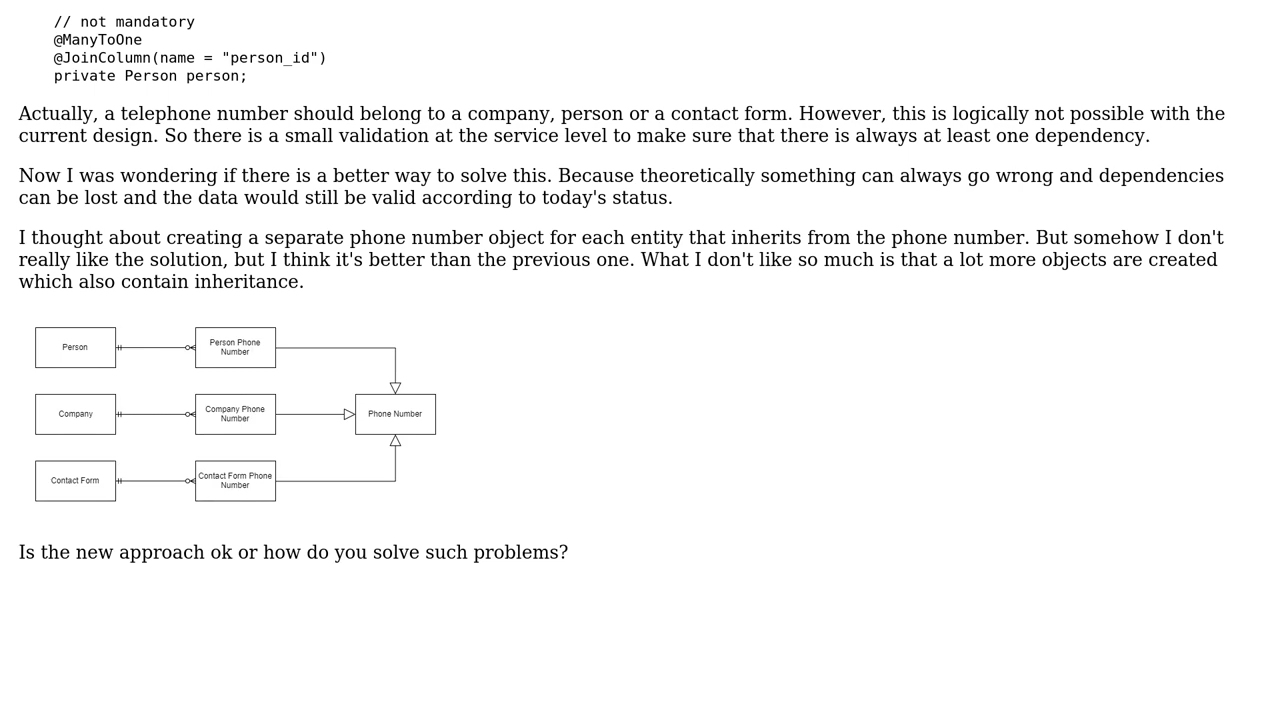 // not mandatory
@ManyToOne
@JoinColumn(name = "person_id")
private Person person;
Actually, a telephone number should belong to a company, person or a contact form. However, this is logically not possible with the
current design. So there is a small validation at the service level to make sure that there is always at least one dependency.
Now I was wondering if there is a better way to solve this. Because theoretically something can always go wrong and dependencies
can be lost and the data would still be valid according to today's status.
I thought about creating a separate phone number object for each entity that inherits from the phone number. But somehow I don't
really like the solution, but I think it's better than the previous one. What I don't like so much is that a lot more objects are created
which also contain inheritance.
Person
Person Phone
Number
Company
Company Phone
Number
Phone Number
Contact Form
Contact Form Phone
Number
Is the new approach ok or how do you solve such problems?